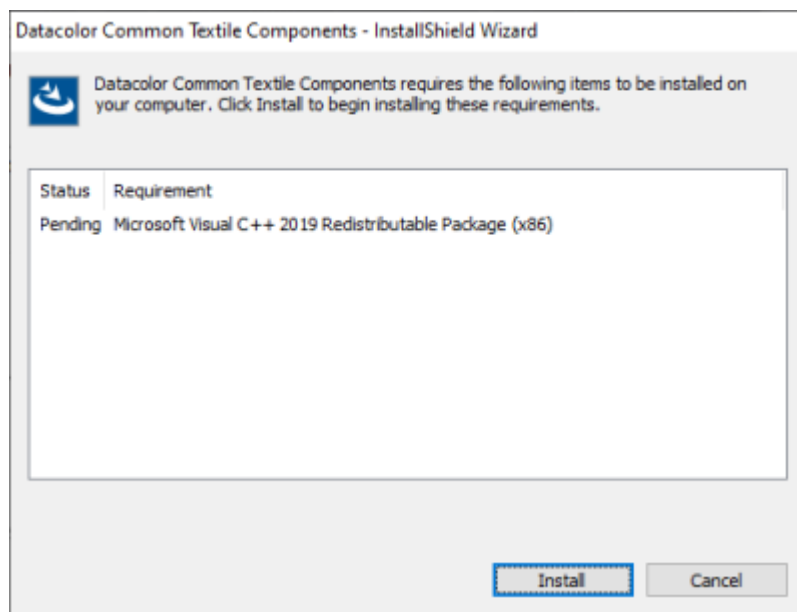 Datacolor Common Textile Components - InstallShield Wizard
Datacolor Common Textile Components requires the following items to be installed on
your computer. Click Install to begin installing these requirements.
Status Requirement
Pending Microsoft Visual C++ 2019 Redistributable Package (x86)
Install Cancel